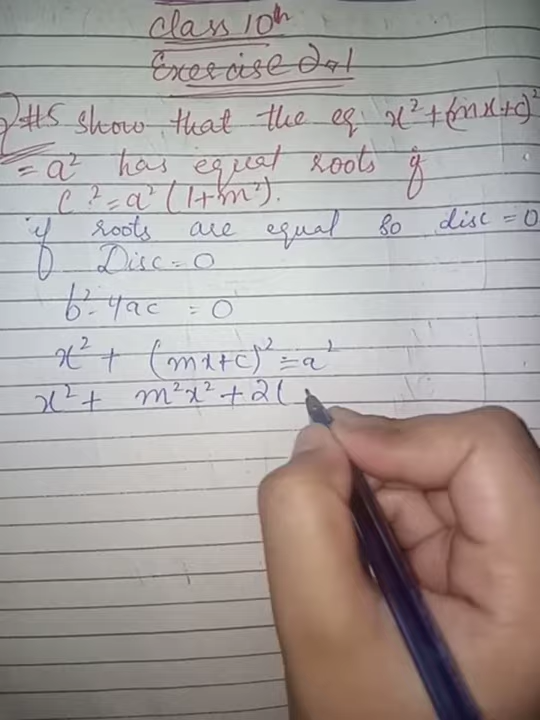 Class 10th
Exercise 2.1
Q#5 show that the eq x²+(mx+c)²
= a² has equal roots if
C² = a² (1+m²).
if roots are equal so disc = 0
Disc = 0
b² - 4ac = 0
x² + (mx+c)² = a²
x² + m²x² + 2(